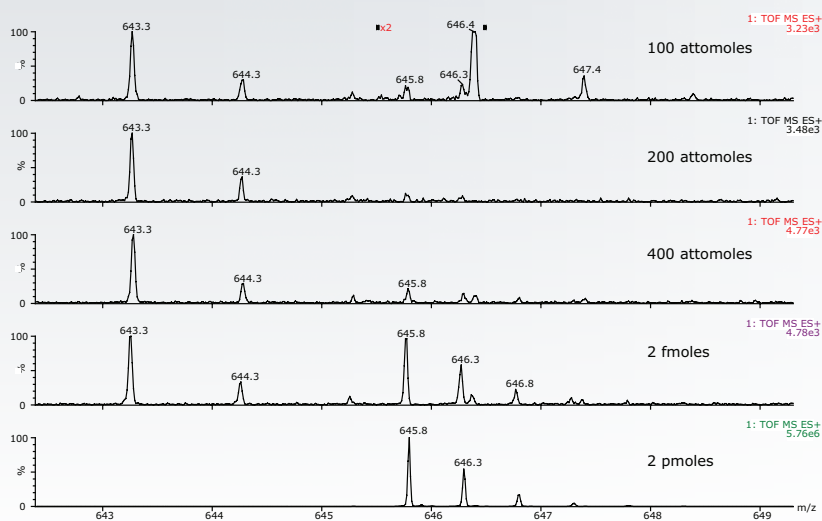 1: TOF MS ES+
3.23e3
643.3
646.4
x2
100
100 attomoles
644.3
645.8
646.3
647.4
0
1: TOF MS ES+
3.48e3
643.3
100
%
200 attomoles
644.3
0
1: TOF MS ES+
4.77e3
643.3
100
%
400 attomoles
644.3
645.8
0
1: TOF MS ES+
4.78e3
643.3
645.8
100
%
2 fmoles
646.3
644.3
646.8
0
1: TOF MS ES+
5.76e6
645.8
100
%
2 pmoles
646.3
0
m/z
643 644 645 646 647 648 649